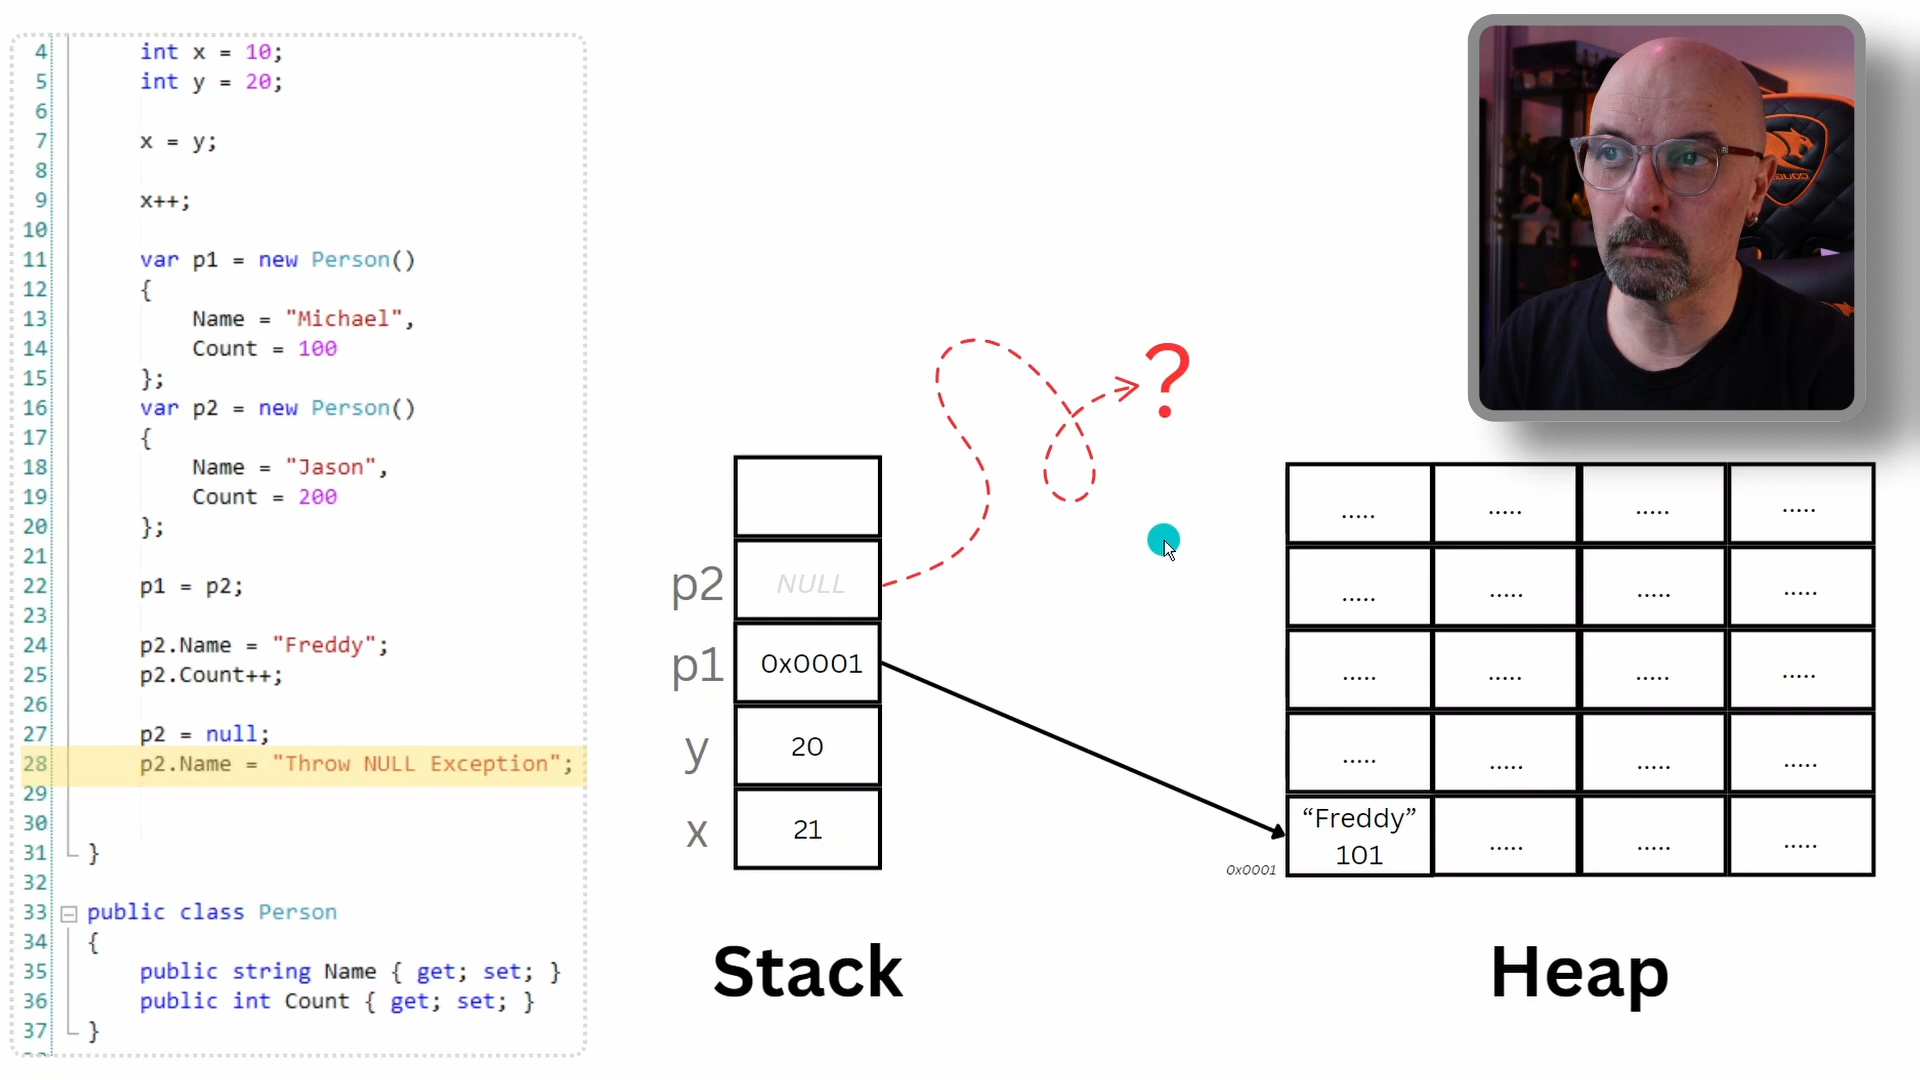 4 int x = 10;
5 int y = 20;
6
7 x = y;
8
9 x++;
10
11 var p1 = new Person()
12 {
13 Name = "Michael",
14 Count = 100
15 };
16 var p2 = new Person()
17 {
18 Name = "Jason",
19 Count = 200
20 };
21
22 p1 = p2;
23
24 p2.Name = "Freddy";
25 p2.Count++;
26
27 p2 = null;
28 p2.Name = "Throw NULL Exception";
29
30
31 }
32
33 public class Person
34 {
35 public string Name { get; set; }
36 public int Count { get; set; }
37 }
?
p2 NULL
p1 0x0001
y 20
x 21
Stack
..... ..... ..... .....
..... ..... ..... .....
..... ..... ..... .....
..... ..... ..... .....
“Freddy”
101 ..... ..... .....
0x0001
Heap